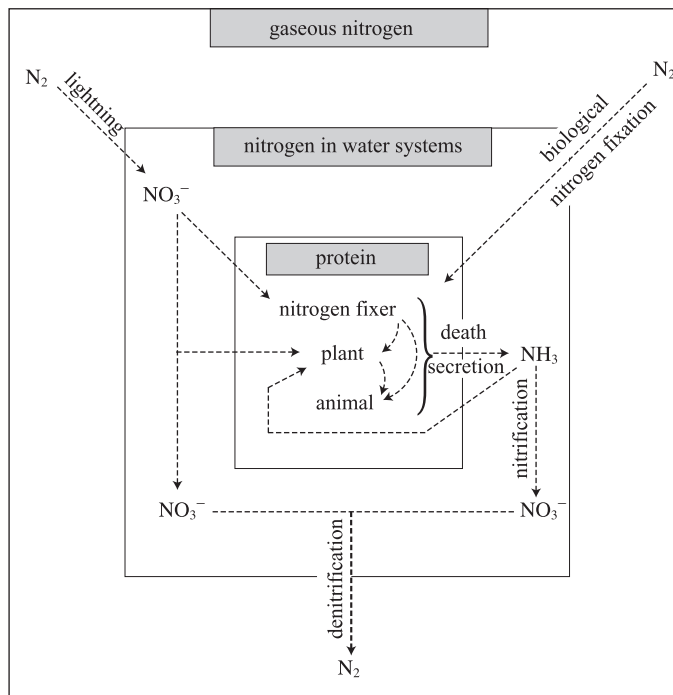 gaseous nitrogen
N₂
lightning
N₂
biological
nitrogen fixation
nitrogen in water systems
NO₃⁻
protein
nitrogen fixer
plant
animal
death
secretion
NH₃
nitrification
NO₃⁻
NO₃⁻
denitrification
N₂